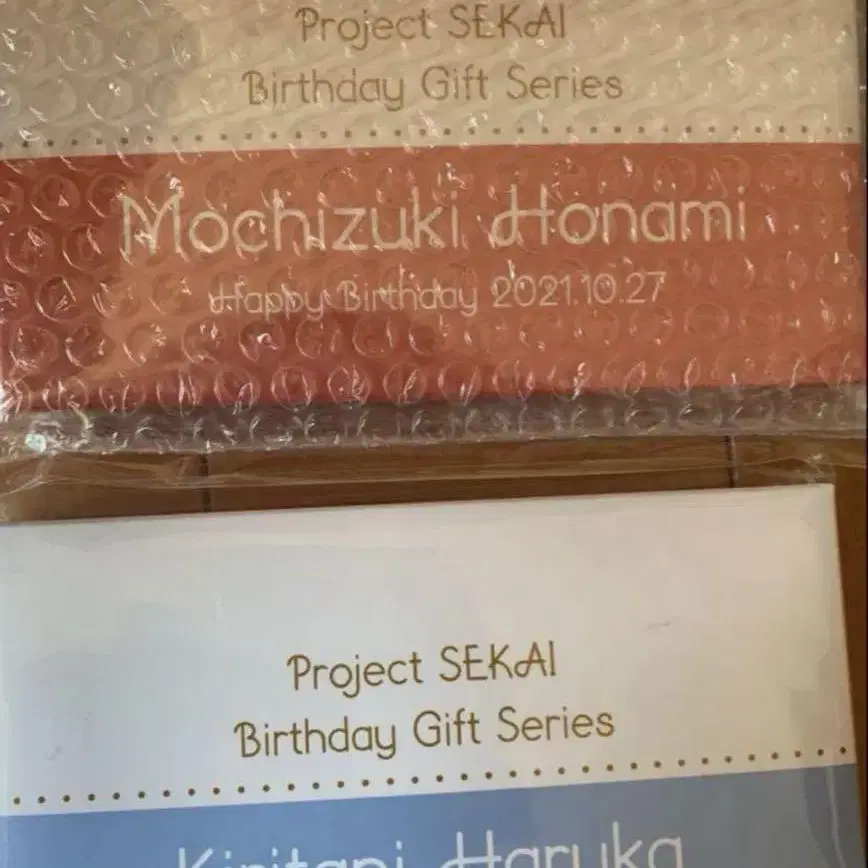 Project SEKAI
Birthday Gift Series
Mochizuki Honami
Happy Birthday 2021.10.27
Project SEKAI
Birthday Gift Series
Kiritani Haruka